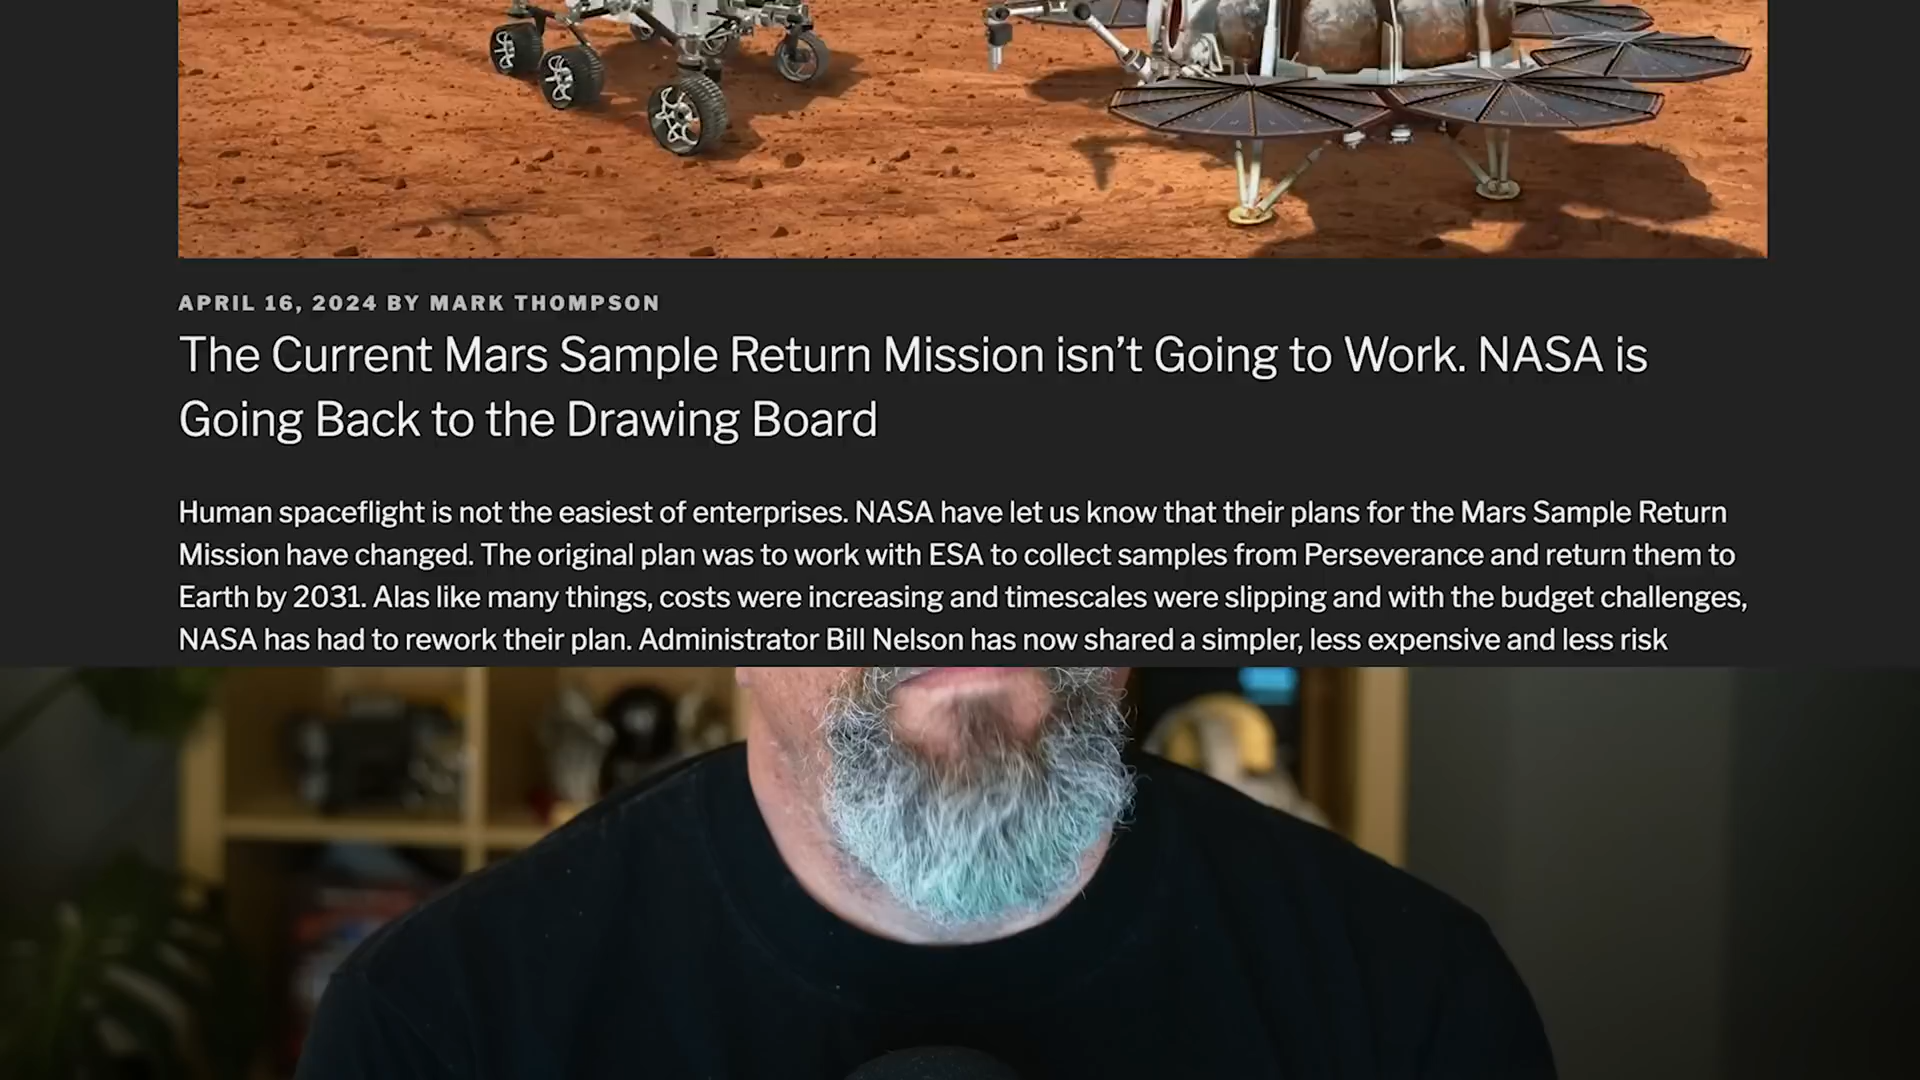 APRIL 16, 2024 BY MARK THOMPSON
The Current Mars Sample Return Mission isn’t Going to Work. NASA is
Going Back to the Drawing Board
Human spaceflight is not the easiest of enterprises. NASA have let us know that their plans for the Mars Sample Return
Mission have changed. The original plan was to work with ESA to collect samples from Perseverance and return them to
Earth by 2031. Alas like many things, costs were increasing and timescales were slipping and with the budget challenges,
NASA has had to rework their plan. Administrator Bill Nelson has now shared a simpler, less expensive and less risk